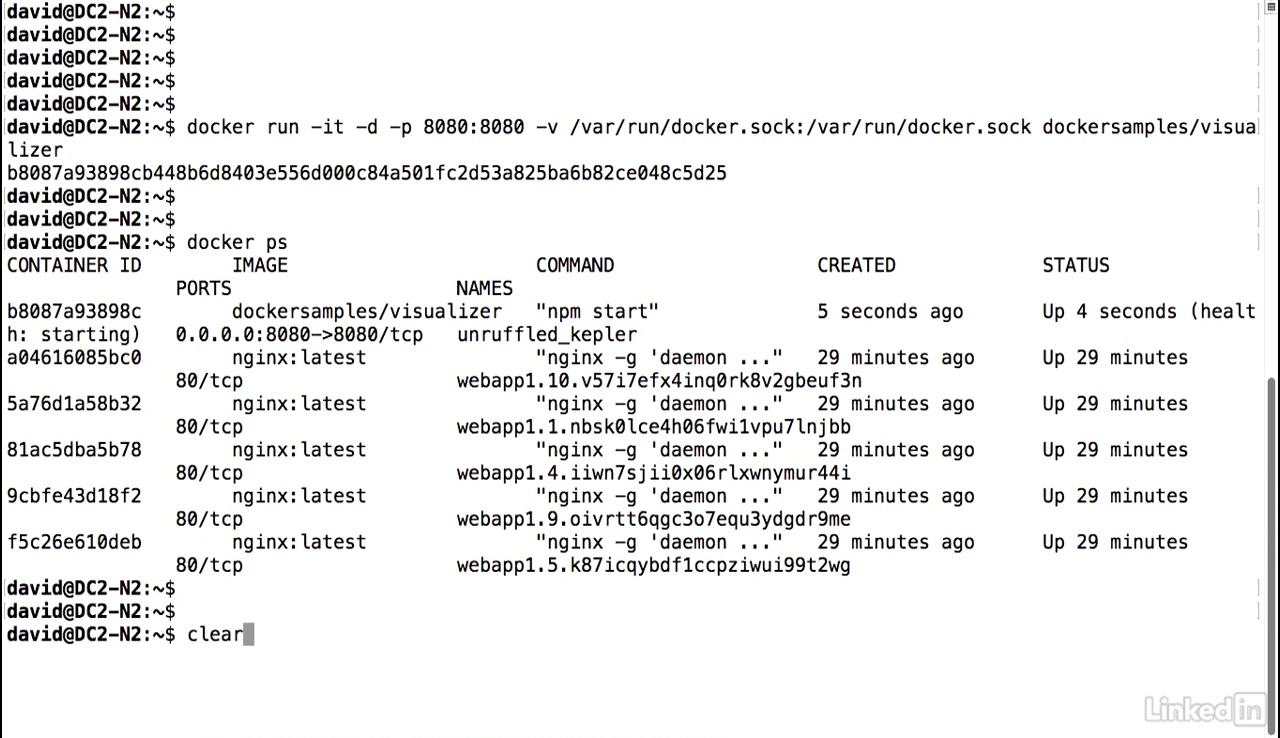 david@DC2-N2:~$
david@DC2-N2:~$
david@DC2-N2:~$
david@DC2-N2:~$
david@DC2-N2:~$
david@DC2-N2:~$ docker run -it -d -p 8080:8080 -v /var/run/docker.sock:/var/run/docker.sock dockersamples/visua
lizer
b8087a93898cb448b6d8403e556d000c84a501fc2d53a825ba6b82ce048c5d25
david@DC2-N2:~$
david@DC2-N2:~$
david@DC2-N2:~$ docker ps
CONTAINER ID IMAGE COMMAND CREATED STATUS
PORTS NAMES
b8087a93898c dockersamples/visualizer "npm start" 5 seconds ago Up 4 seconds (healt
h: starting) 0.0.0.0:8080->8080/tcp unruffled_kepler
a04616085bc0 nginx:latest "nginx -g 'daemon ..." 29 minutes ago Up 29 minutes
80/tcp webapp1.10.v57i7efx4inq0rk8v2gbeuf3n
5a76d1a58b32 nginx:latest "nginx -g 'daemon ..." 29 minutes ago Up 29 minutes
80/tcp webapp1.1.nbsk0lce4h06fwi1vpu7lnjbb
81ac5dba5b78 nginx:latest "nginx -g 'daemon ..." 29 minutes ago Up 29 minutes
80/tcp webapp1.4.iiwn7sjii0x06rlxwnymur44i
9cbfe43d18f2 nginx:latest "nginx -g 'daemon ..." 29 minutes ago Up 29 minutes
80/tcp webapp1.9.oivrtt6qgc3o7equ3ydgdr9me
f5c26e610deb nginx:latest "nginx -g 'daemon ..." 29 minutes ago Up 29 minutes
80/tcp webapp1.5.k87icqybdf1ccpziwui99t2wg
david@DC2-N2:~$
david@DC2-N2:~$
david@DC2-N2:~$ clear
Linked in